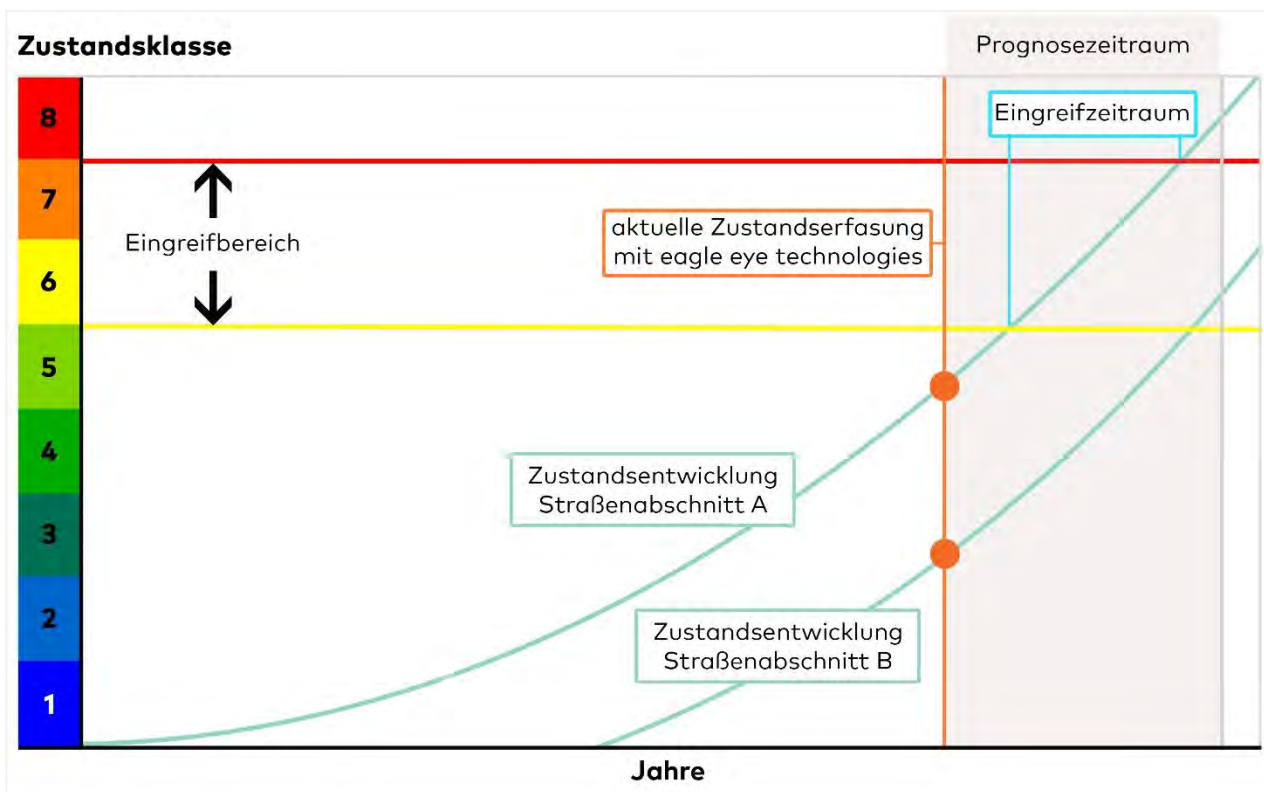 Zustandsklasse
Prognosezeitraum
8
Eingreifzeitraum
7
aktuelle Zustandserfasung
mit eagle eye technologies
Eingreifbereich
6
5
4
Zustandsentwicklung
Straßenabschnitt A
3
2
Zustandsentwicklung
Straßenabschnitt B
1
Jahre